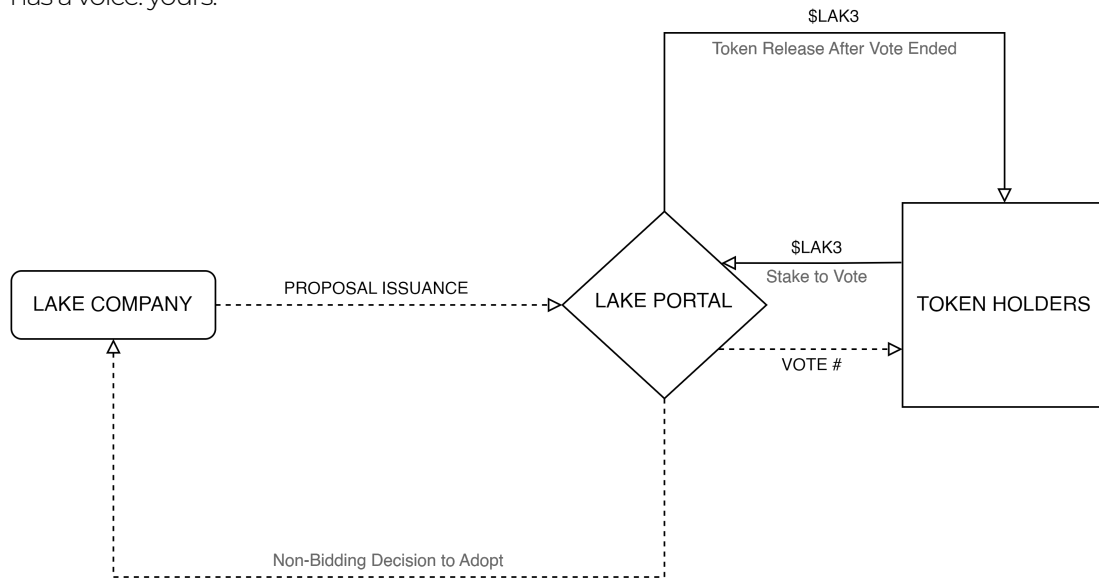 has a voice: yours.
$LAK3
Token Release After Vote Ended
$LAK3
Stake to Vote
LAKE COMPANY
PROPOSAL ISSUANCE
LAKE PORTAL
TOKEN HOLDERS
VOTE #
Non-Bidding Decision to Adopt